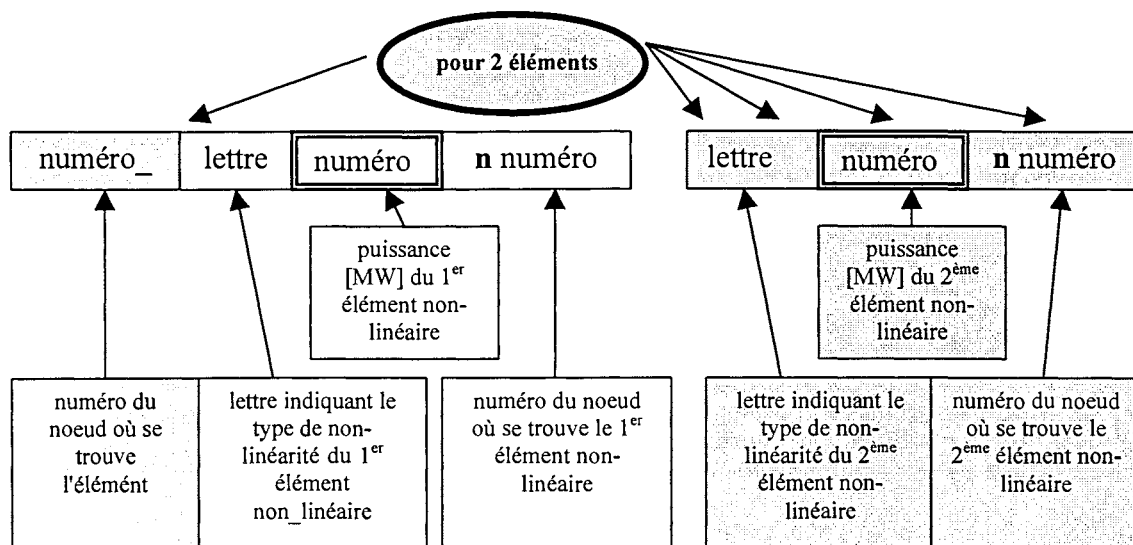 pour 2 éléments
numéro_ lettre numéro n numéro
lettre numéro n numéro
puissance
[MW] du 1er
élément non-
linéaire
puissance
[MW] du 2ème
élément non-
linéaire
numéro du
noeud où se
trouve
l'élémént
lettre indiquant le
type de non-
linéarité du 1er
élément
non_linéaire
numéro du noeud
où se trouve le 1er
élément non-
linéaire
lettre indiquant le
type de non-
linéarité du 2ème
élément non-
linéaire
numéro du noeud
où se trouve le
2ème élément non-
linéaire